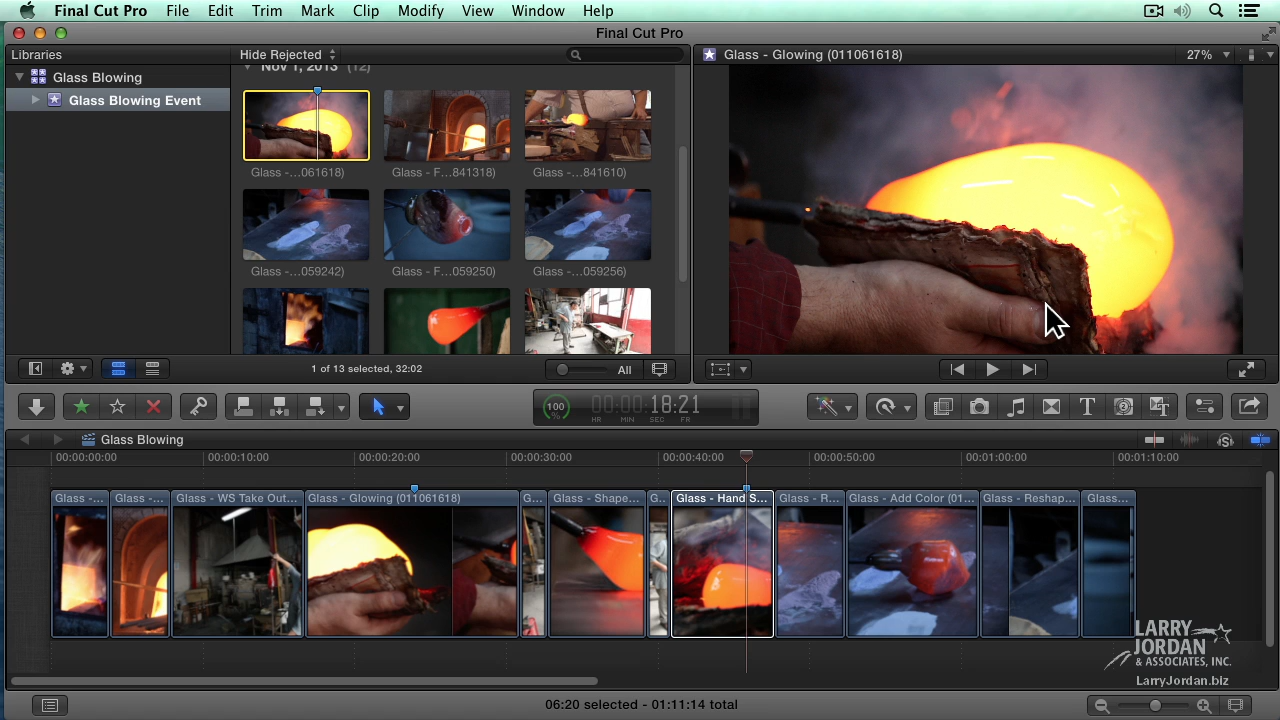 Final Cut Pro File Edit Trim Mark Clip Modify View Window Help
Final Cut Pro
Libraries
Hide Rejected
Glass - Glowing (011061618)
27%
Glass Blowing
Nov 1, 2013 (12)
Glass Blowing Event
Glass -...061618)
Glass - F...841318)
Glass -...841610)
Glass -...059242)
Glass - F...059250)
Glass -...059256)
1 of 13 selected, 32:02
All
100
%
00:00:18:21
HR MIN SEC FR
Glass Blowing
00:00:00:00 00:00:10:00 00:00:20:00 00:00:30:00 00:00:40:00 00:00:50:00 00:01:00:00 00:01:10:00
Glass -... Glass -... Glass - WS Take Out... Glass - Glowing (011061618) G... Glass - Shape... G... Glass - Hand S... Glass - R... Glass - Add Color (01... Glass - Reshap... Glass...
LARRY
JORDAN
& ASSOCIATES, INC.
LarryJordan.biz
06:20 selected - 01:11:14 total